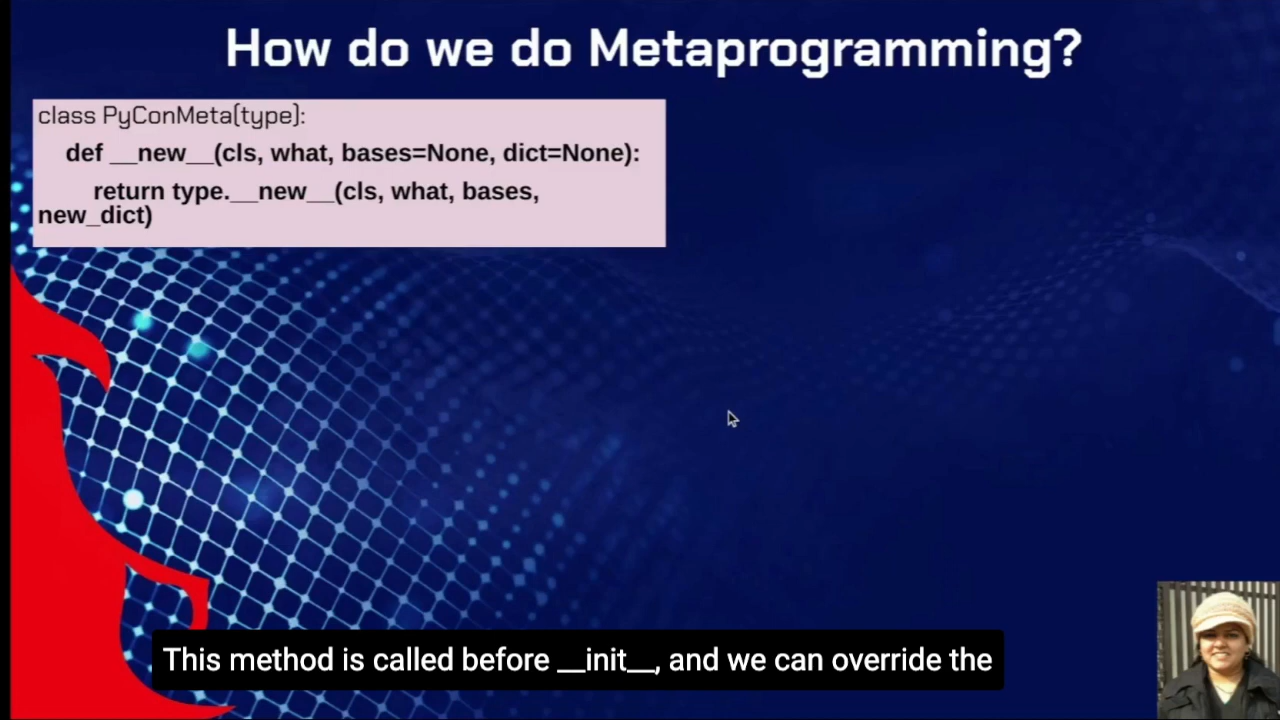 How do we do Metaprogramming?
class PyConMeta(type):
def __new__(cls, what, bases=None, dict=None):
return type.__new__(cls, what, bases,
new_dict)
This method is called before __init__, and we can override the